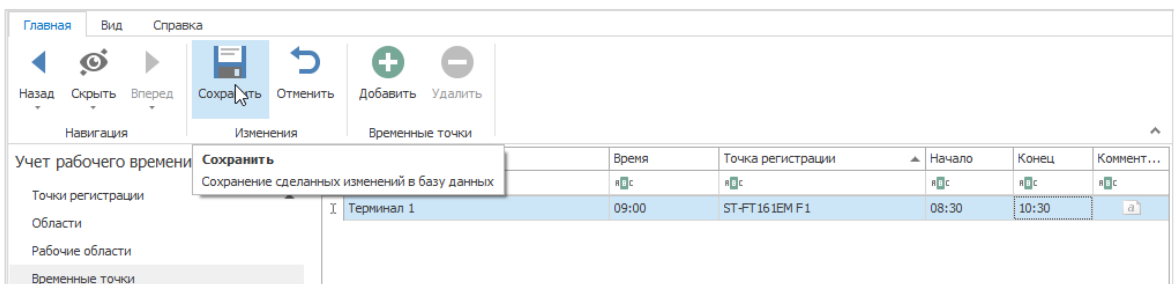 Главная Вид Справка
Назад Скрыть Вперед Сохранить Отменить Добавить Удалить
Навигация Изменения Временные точки
Учет рабочего времени
Сохранить
Сохранение сделанных изменений в базу данных
Время Точка регистрации Начало Конец Коммент...
Точки регистрации
Терминал 1 09:00 ST-FT161EM F1 08:30 10:30 a
Области
Рабочие области
Временные точки